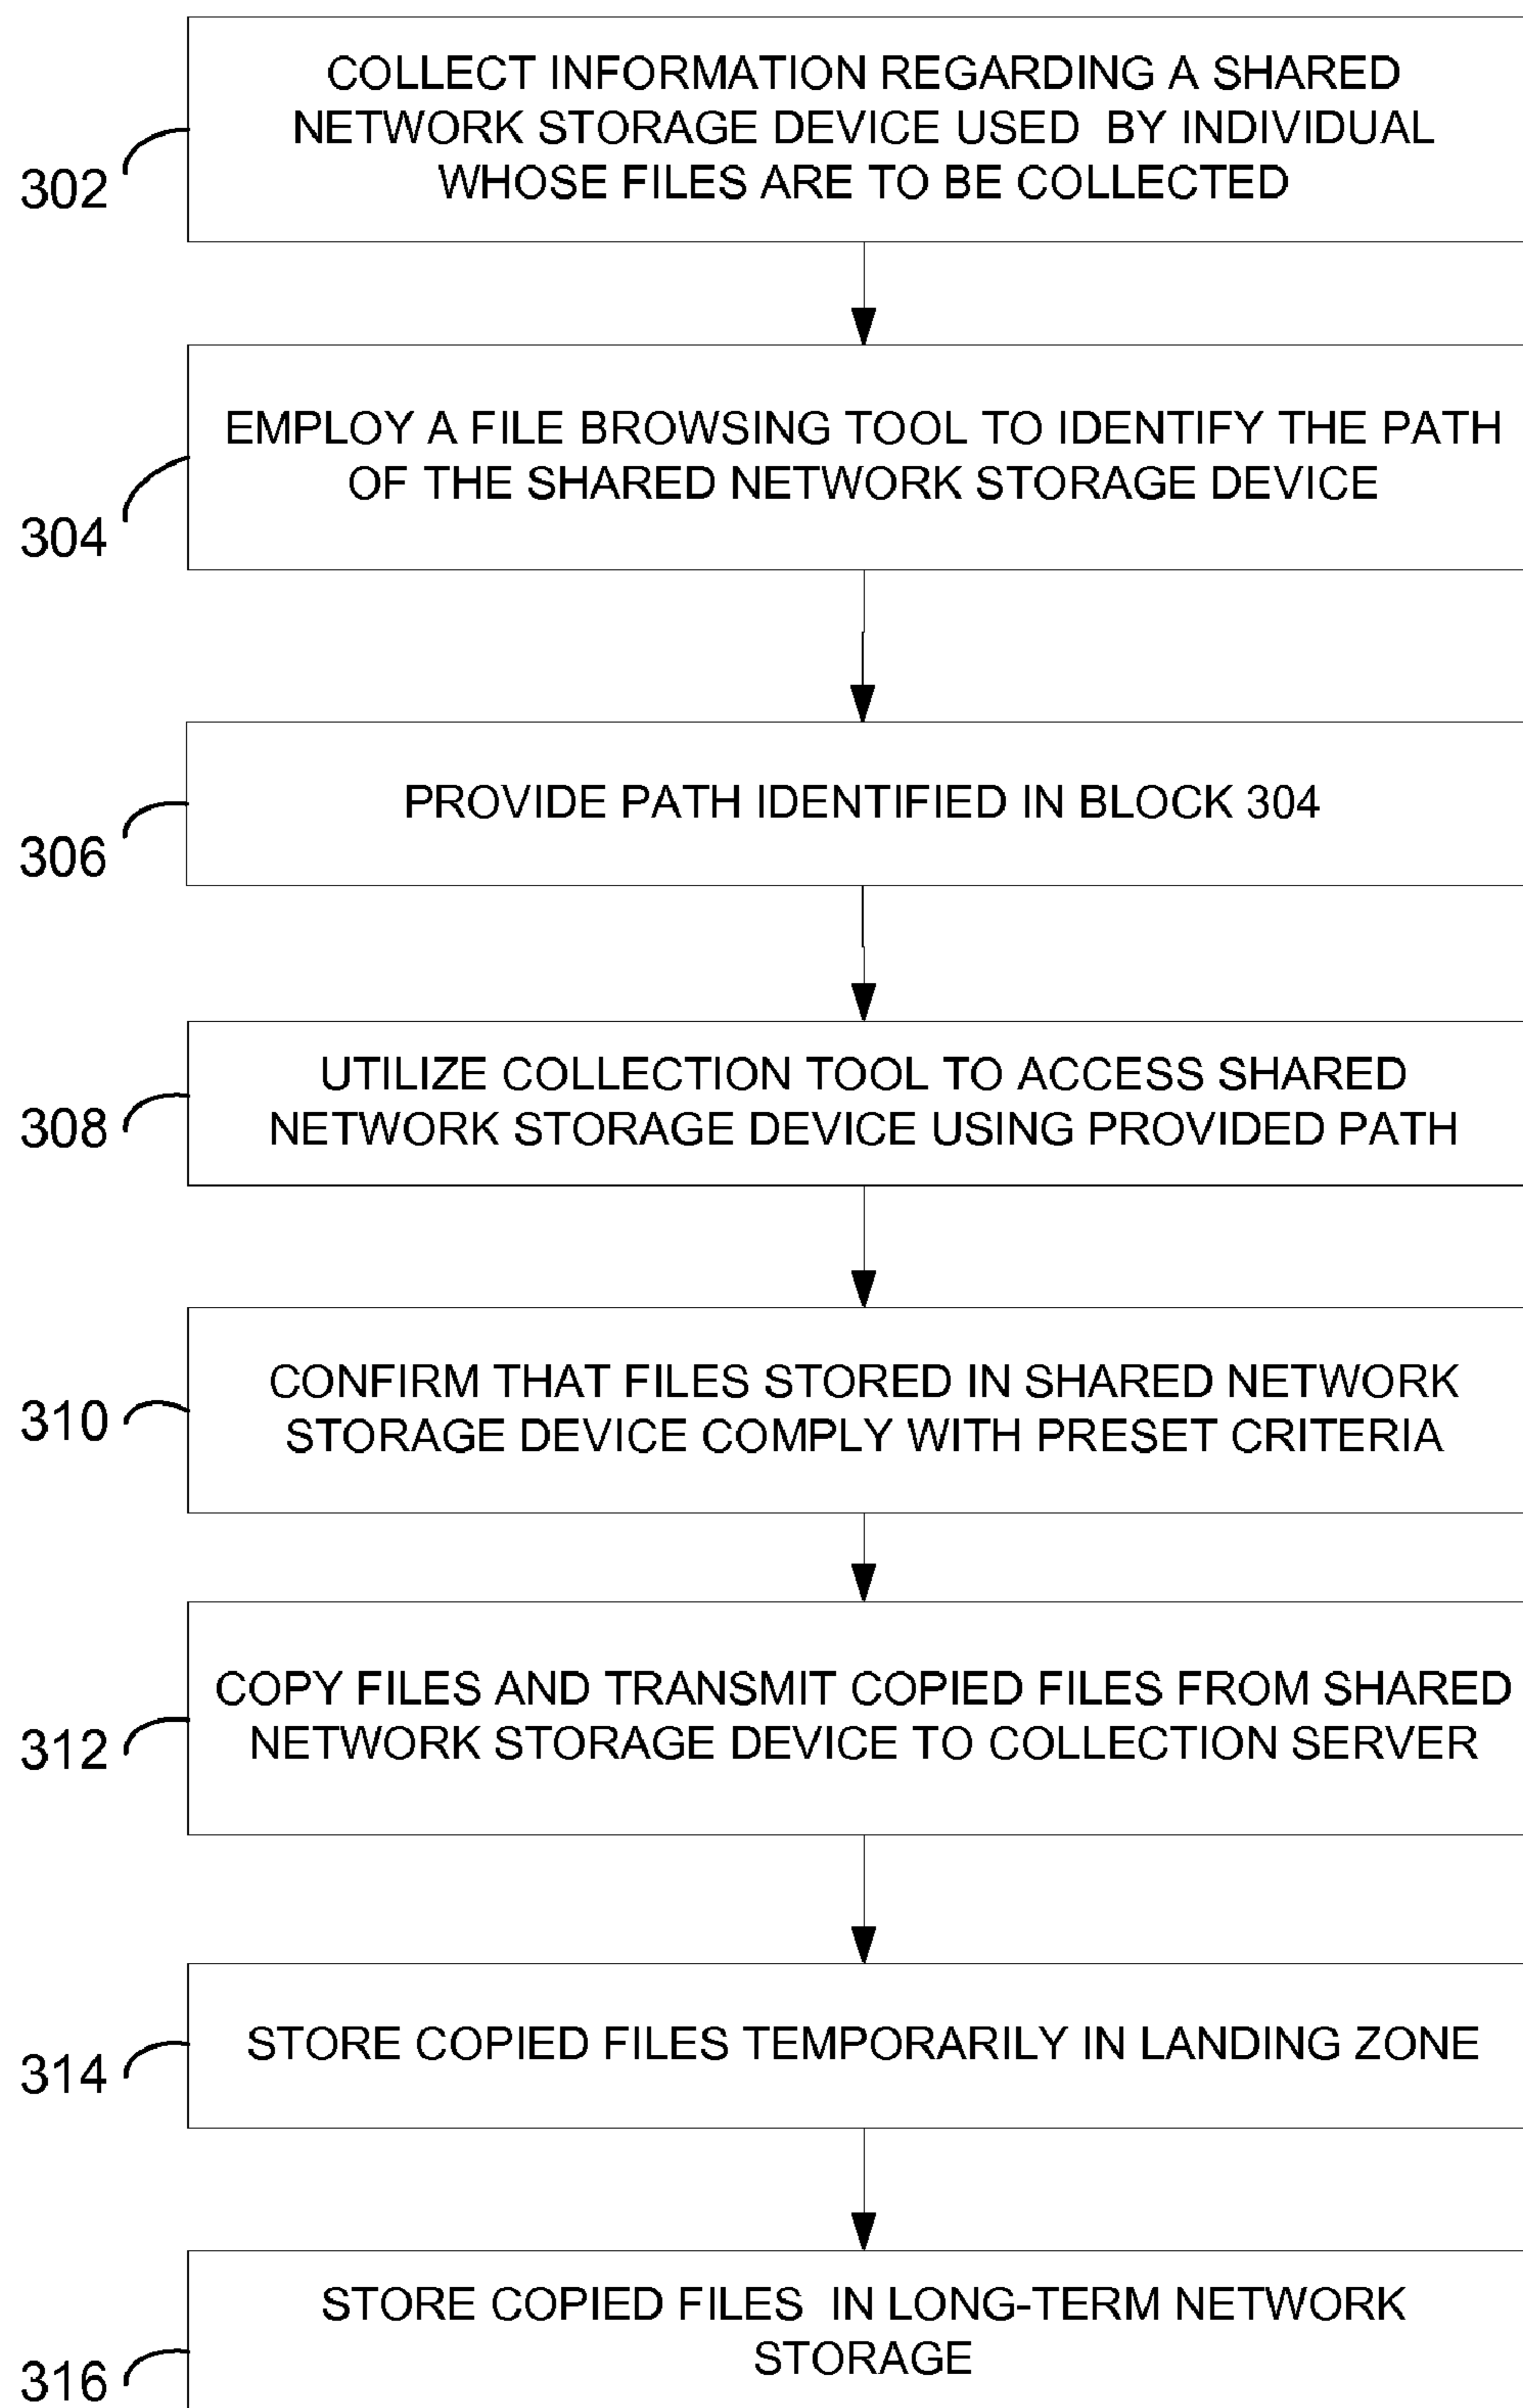 COLLECT INFORMATION REGARDING A SHARED
NETWORK STORAGE DEVICE USED BY INDIVIDUAL
WHOSE FILES ARE TO BE COLLECTED
302
EMPLOY A FILE BROWSING TOOL TO IDENTIFY THE PATH
OF THE SHARED NETWORK STORAGE DEVICE
304
PROVIDE PATH IDENTIFIED IN BLOCK 304
306
UTILIZE COLLECTION TOOL TO ACCESS SHARED
NETWORK STORAGE DEVICE USING PROVIDED PATH
308
CONFIRM THAT FILES STORED IN SHARED NETWORK
STORAGE DEVICE COMPLY WITH PRESET CRITERIA
310
COPY FILES AND TRANSMIT COPIED FILES FROM SHARED
NETWORK STORAGE DEVICE TO COLLECTION SERVER
312
STORE COPIED FILES TEMPORARILY IN LANDING ZONE
314
STORE COPIED FILES IN LONG-TERM NETWORK
STORAGE
316